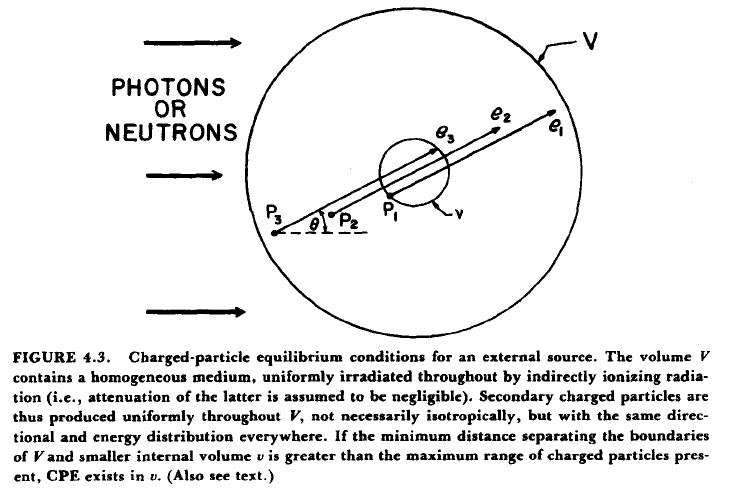 V
PHOTONS
OR
NEUTRONS
e₃
e₂
e₁
P₃
θ
P₂
P₁
v
FIGURE 4.3. Charged-particle equilibrium conditions for an external source. The volume V
contains a homogeneous medium, uniformly irradiated throughout by indirectly ionizing radia-
tion (i.e., attenuation of the latter is assumed to be negligible). Secondary charged particles are
thus produced uniformly throughout V, not necessarily isotropically, but with the same direc-
tional and energy distribution everywhere. If the minimum distance separating the boundaries
of V and smaller internal volume v is greater than the maximum range of charged particles pres-
ent, CPE exists in v. (Also see text.)